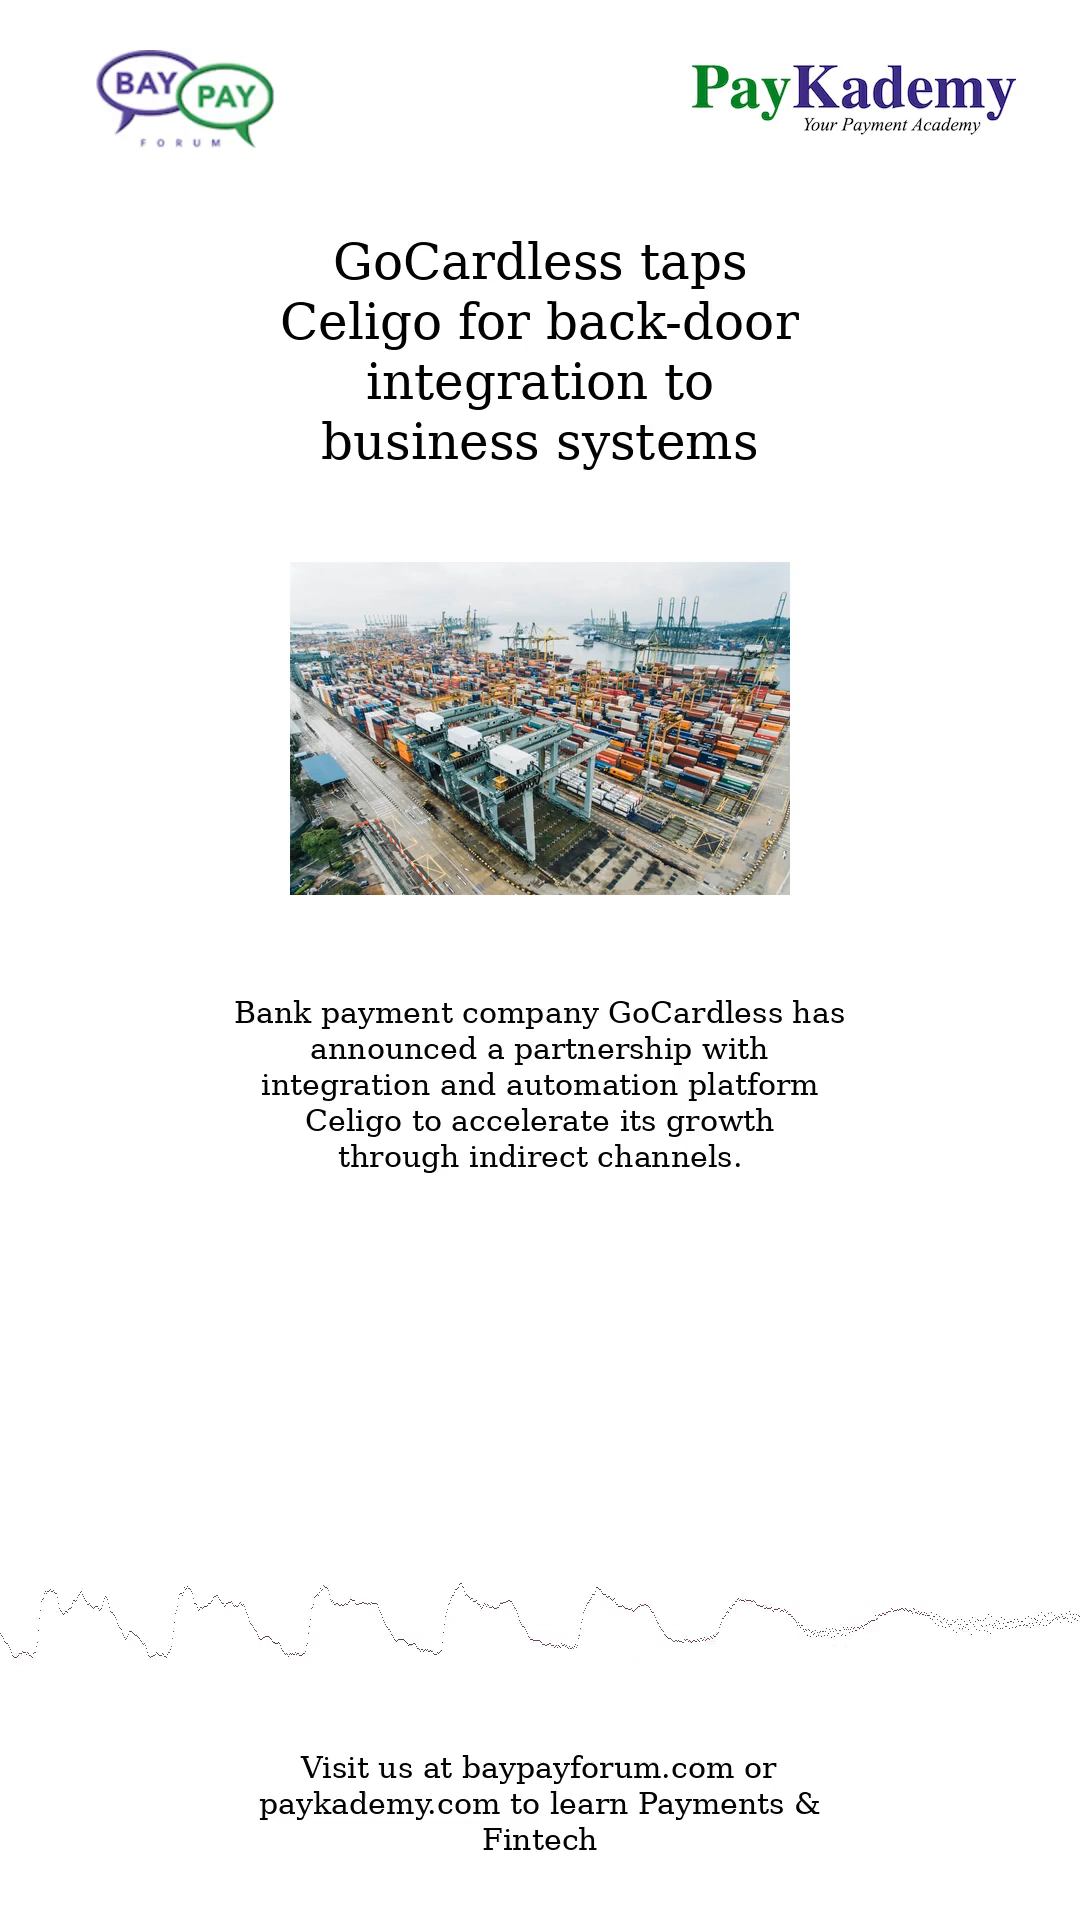 BAY PAY
FORUM
PayKademy
Your Payment Academy
GoCardless taps
Celigo for back-door
integration to
business systems
Bank payment company GoCardless has
announced a partnership with
integration and automation platform
Celigo to accelerate its growth
through indirect channels.
Visit us at baypayforum.com or
paykademy.com to learn Payments &
Fintech